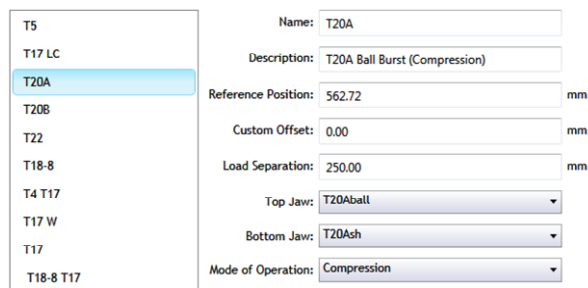 T5
T17 LC
T20A
T20B
T22
T18-8
T4 T17
T17 W
T17
T18-8 T17
Name: T20A
Description: T20A Ball Burst (Compression)
Reference Position: 562.72 mm
Custom Offset: 0.00 mm
Load Separation: 250.00 mm
Top Jaw: T20Aball
Bottom Jaw: T20Ash
Mode of Operation: Compression